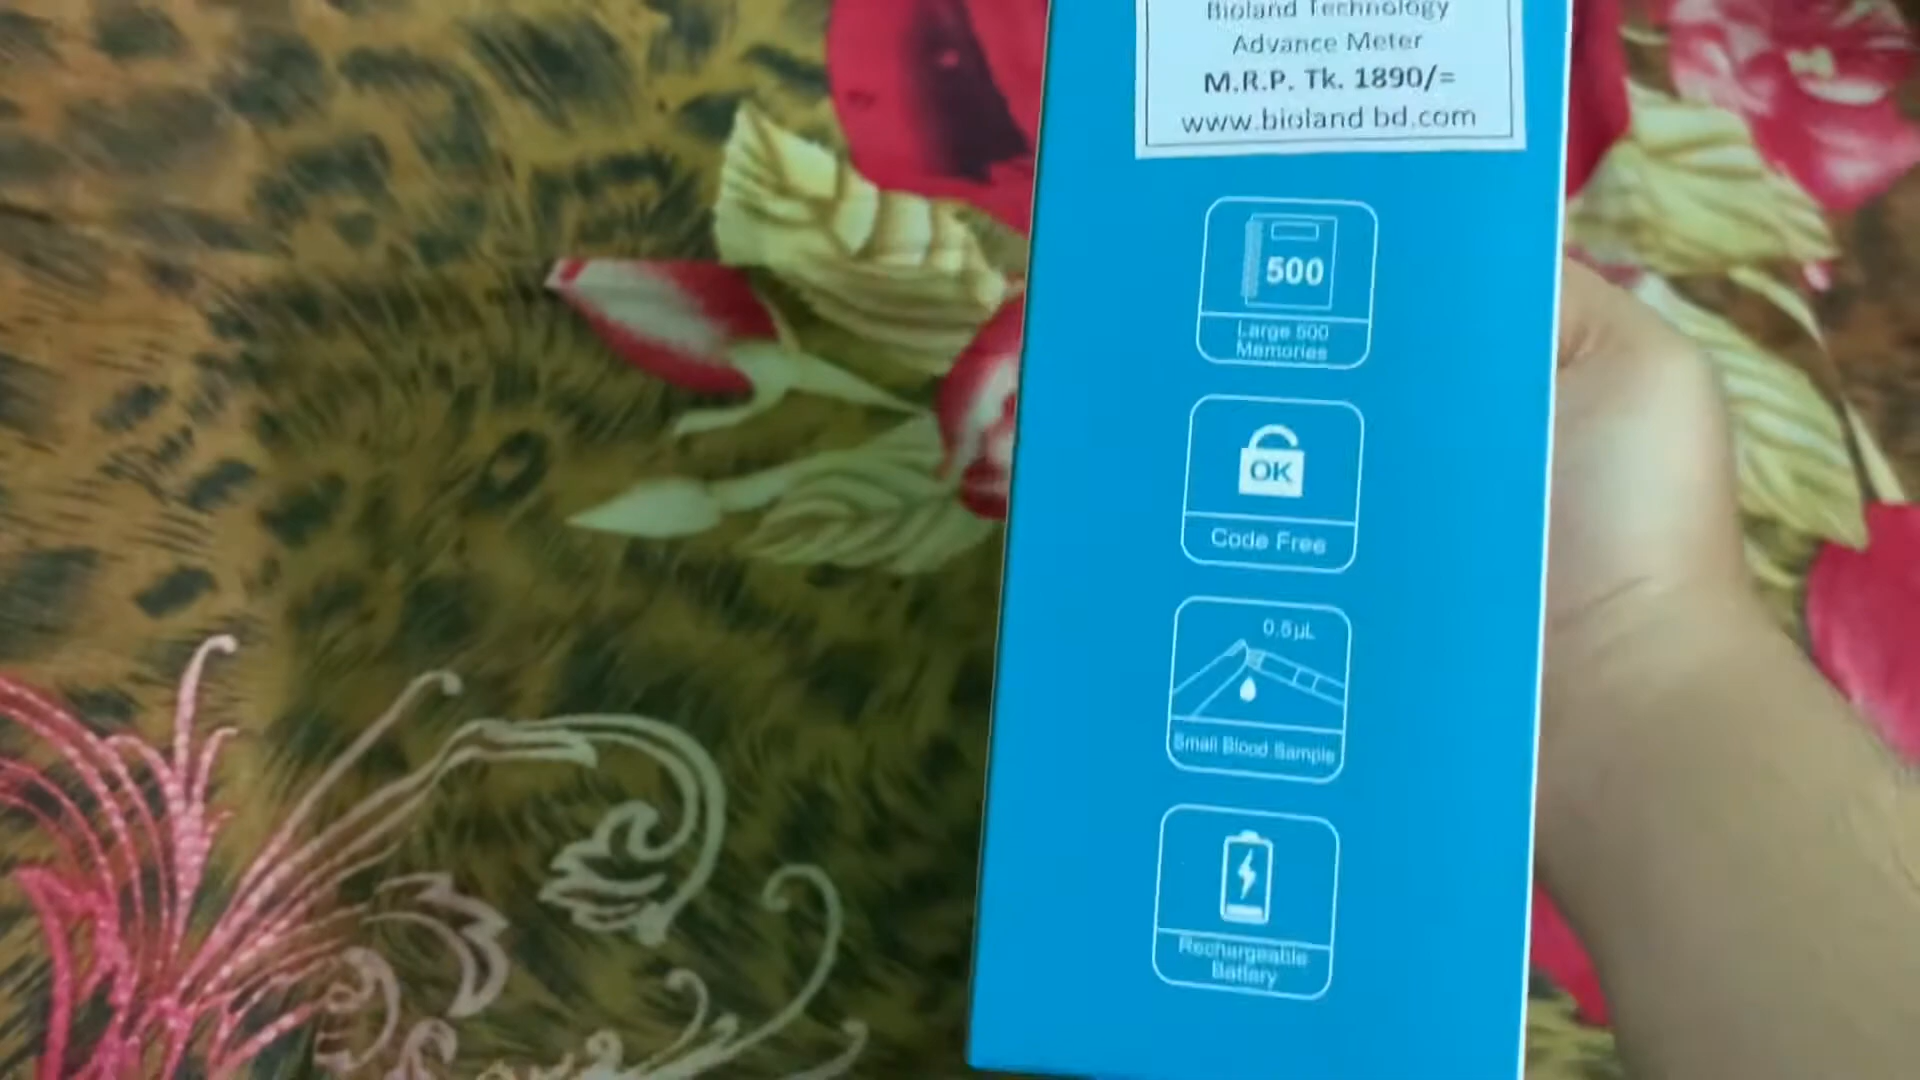 Bioland Technology
Advance Meter
M.R.P. Tk. 1890/=
www.bioland bd.com
500
Large 500
Memories
OK
Code Free
0.5µL
Small Blood Sample
Rechargeable
Battery